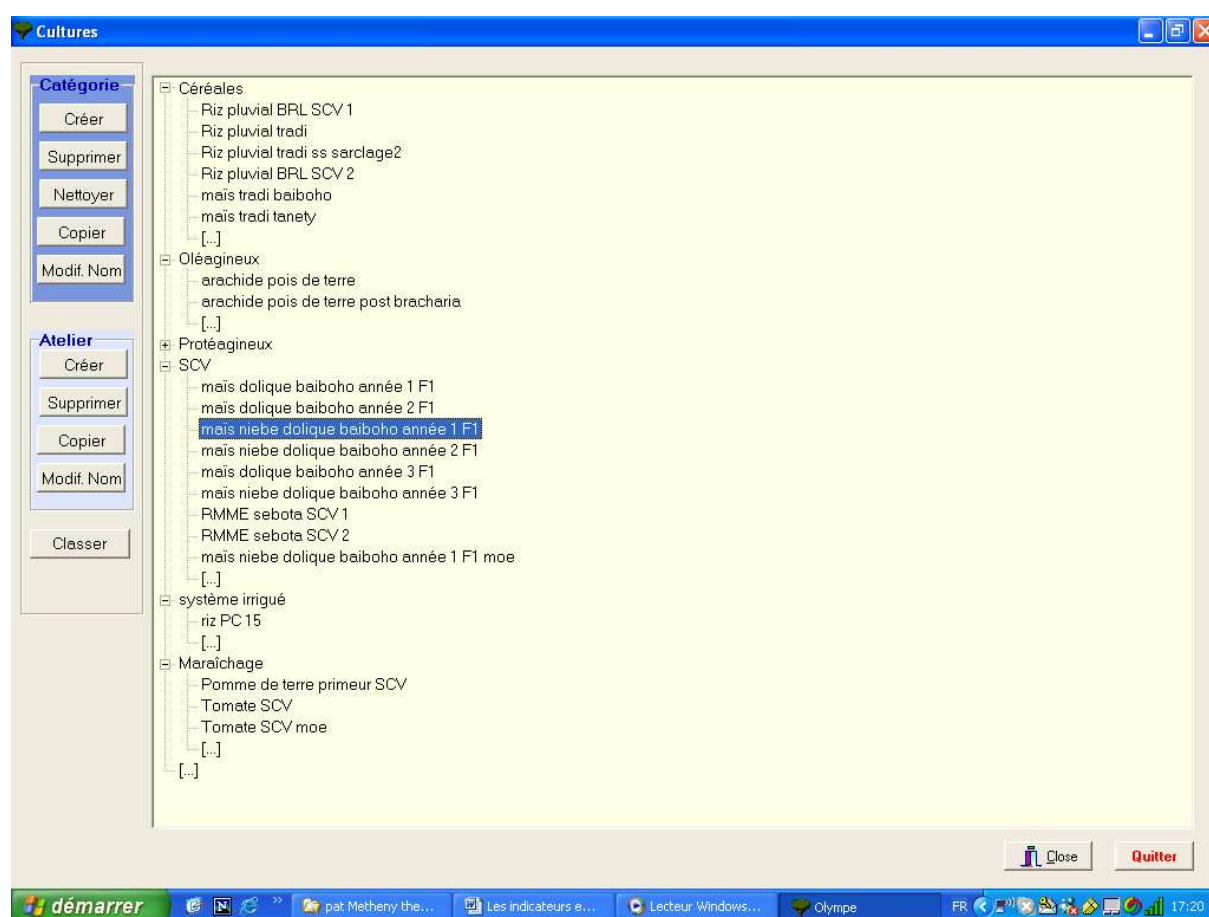 Cultures
Catégorie
Créer
Supprimer
Nettoyer
Copier
Modif. Nom
Atelier
Créer
Supprimer
Copier
Modif. Nom
Classer
Céréales
Riz pluvial BRL SCV 1
Riz pluvial tradi
Riz pluvial tradi ss sarclage2
Riz pluvial BRL SCV 2
maïs tradi baiboho
maïs tradi tanety
[...]
Oléagineux
arachide pois de terre
arachide pois de terre post bracharia
[...]
Protéagineux
SCV
maïs dolique baiboho année 1 F1
maïs dolique baiboho année 2 F1
maïs niebe dolique baiboho année 1 F1
maïs niebe dolique baiboho année 2 F1
maïs dolique baiboho année 3 F1
maïs niebe dolique baiboho année 3 F1
RMME sebota SCV 1
RMME sebota SCV 2
maïs niebe dolique baiboho année 1 F1 moe
[...]
système irrigué
riz PC 15
[...]
Maraîchage
Pomme de terre primeur SCV
Tomate SCV
Tomate SCV moe
[...]
[...]
Close
Quitter
démarrer
pat Metheny the...
Les indicateurs e...
Lecteur Windows...
Olympe
FR
17:20